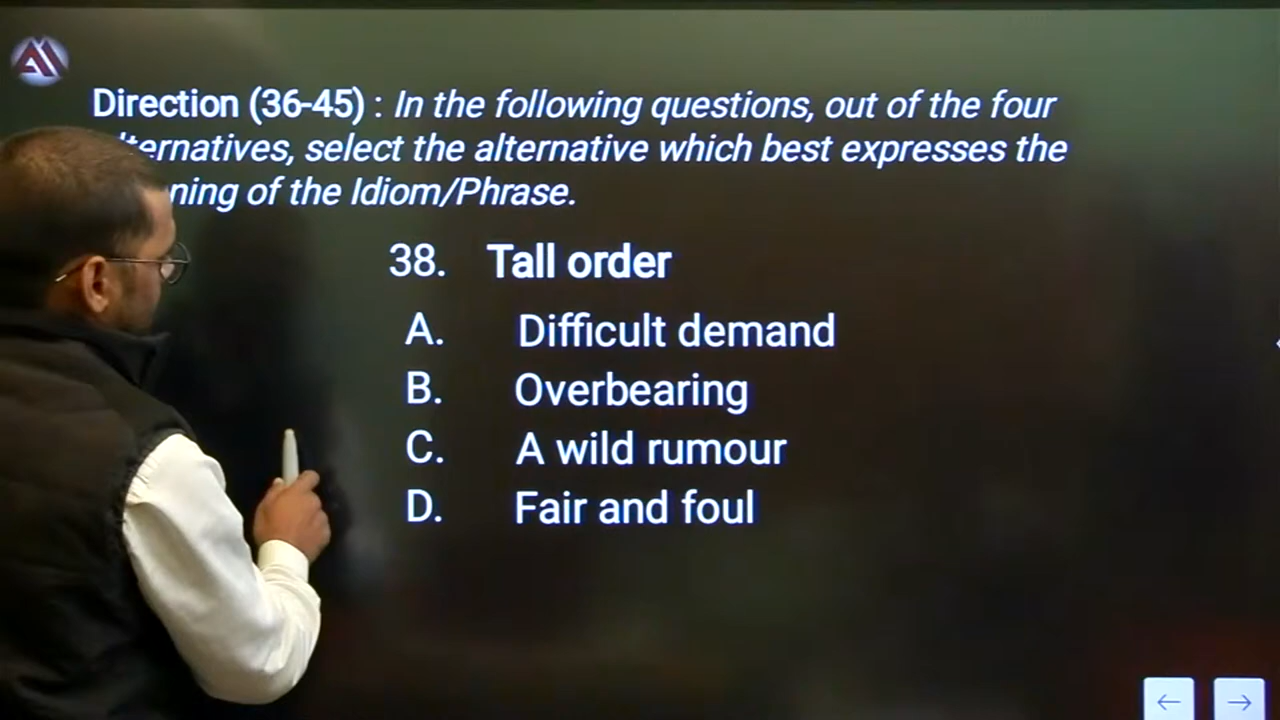 Direction (36-45) : In the following questions, out of the four
alternatives, select the alternative which best expresses the
of the Idiom/Phrase.
38. Tall order
A. Difficult demand
B. Overbearing
C. A wild rumour
D. Fair and foul